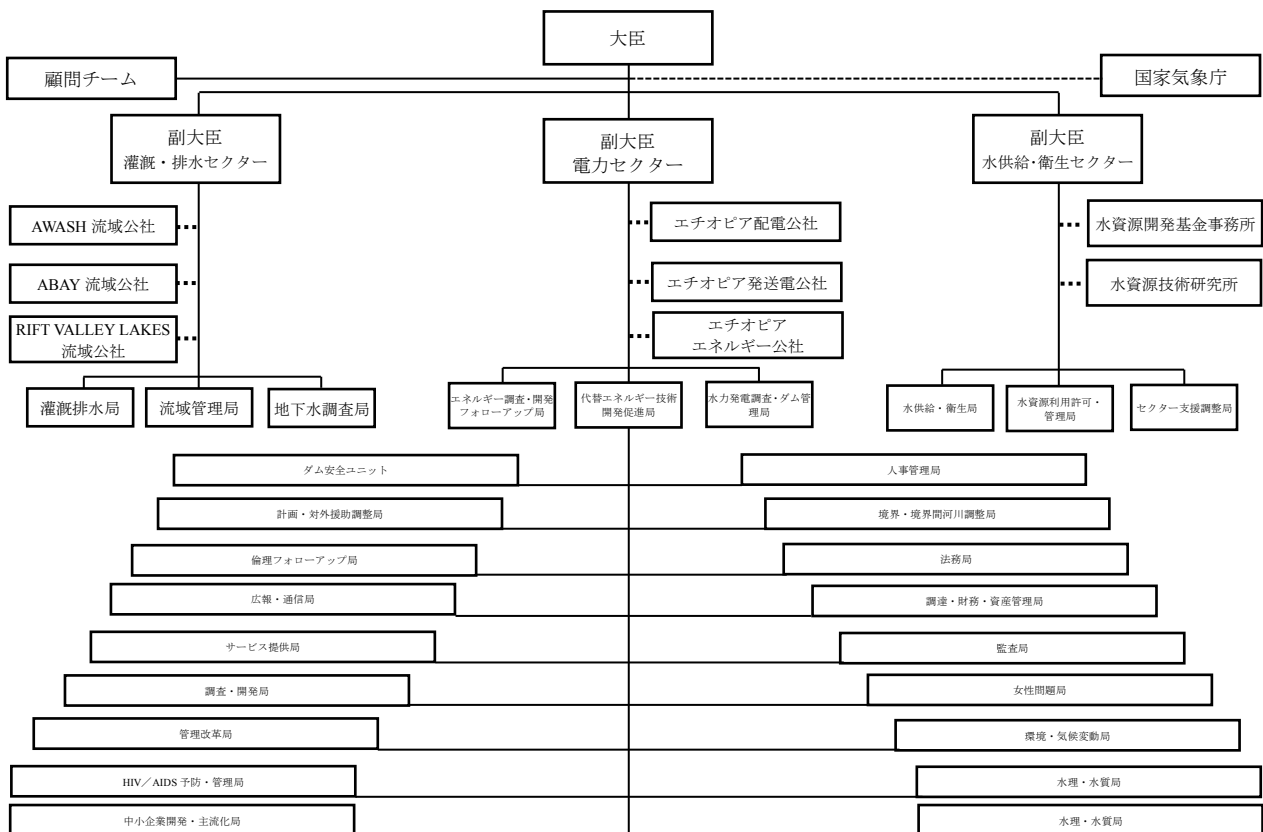 大臣
顧問チーム
国家気象庁
副大臣
灌漑・排水セクター
副大臣
電力セクター
副大臣
水供給・衛生セクター
AWASH 流域公社
ABAY 流域公社
RIFT VALLEY LAKES
流域公社
エチオピア配電公社
エチオピア発送電公社
エチオピア
エネルギー公社
水資源開発基金事務所
水資源技術研究所
灌漑排水局
流域管理局
地下水調査局
エネルギー調査・開発
フォローアップ局
代替エネルギー技術
開発促進局
水力発電調査・ダム管
理局
水供給・衛生局
水資源利用許可・
管理局
セクター支援調整局
ダム安全ユニット
人事管理局
計画・対外援助調整局
境界・境界間河川調整局
倫理フォローアップ局
法務局
広報・通信局
調達・財務・資産管理局
サービス提供局
監査局
調査・開発局
女性問題局
管理改革局
環境・気候変動局
HIV／AIDS 予防・管理局
水理・水質局
中小企業開発・主流化局
水理・水質局